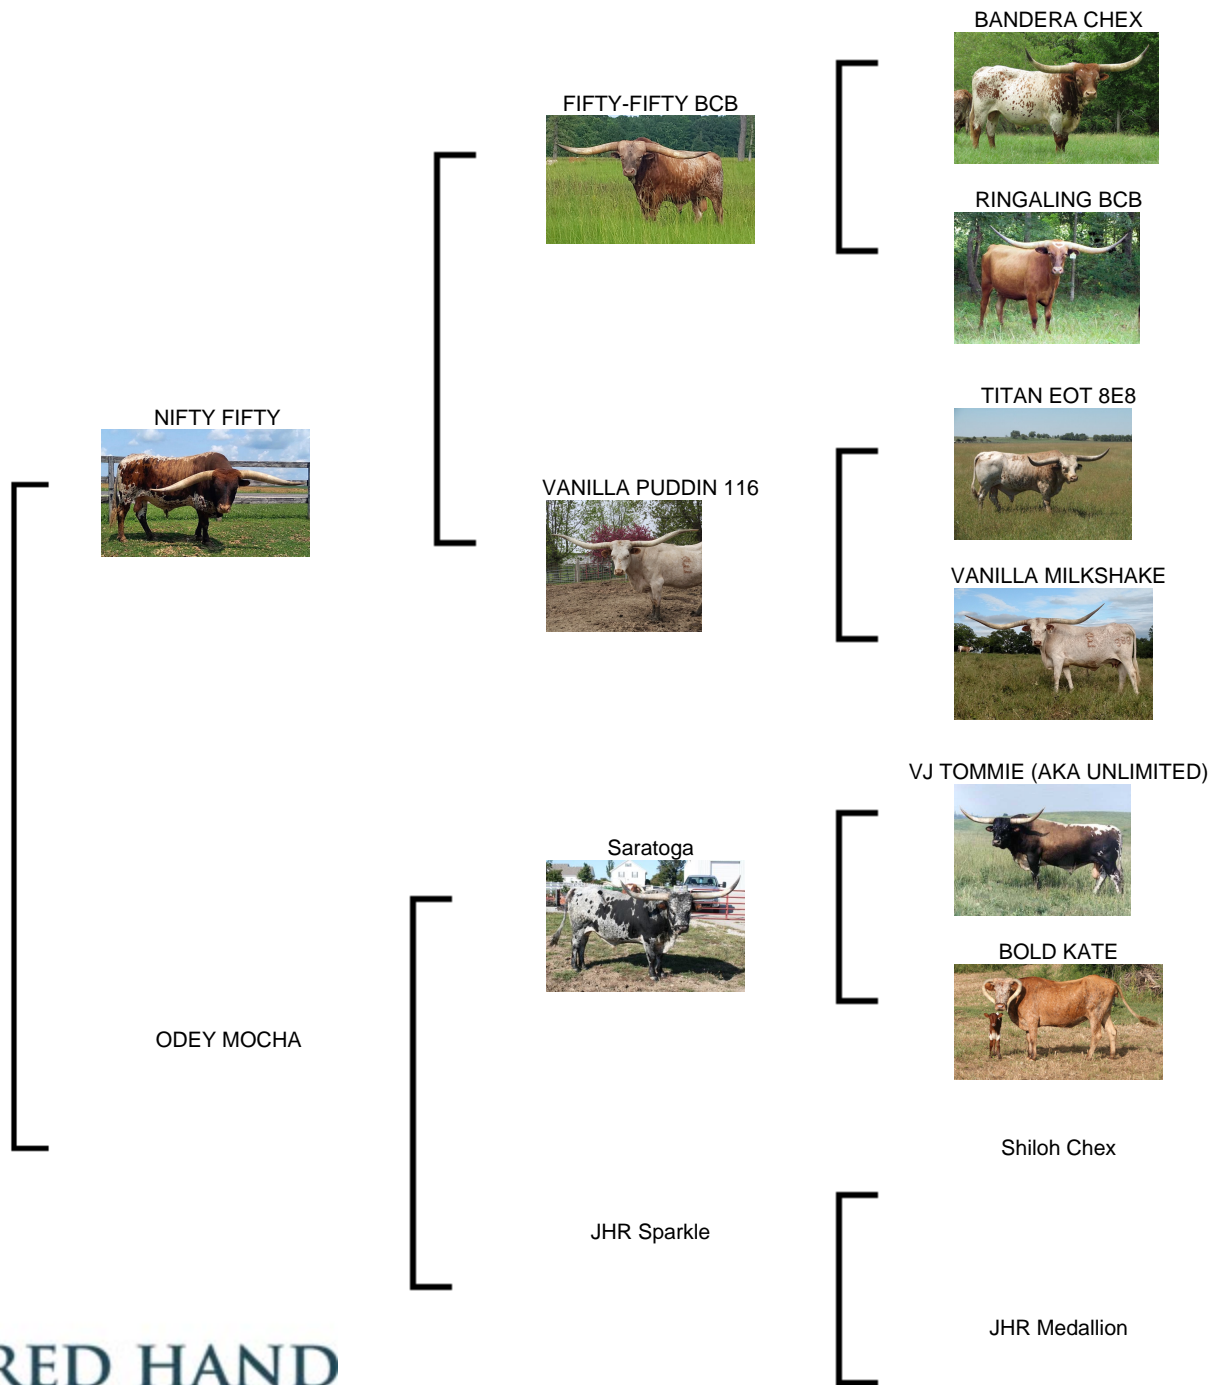 BANDERA CHEX
FIFTY-FIFTY BCB
RINGALING BCB
NIFTY FIFTY
TITAN EOT 8E8
VANILLA PUDDIN 116
VANILLA MILKSHAKE
VJ TOMMIE (AKA UNLIMITED)
Saratoga
BOLD KATE
ODEY MOCHA
Shiloh Chex
JHR Sparkle
JHR Medallion
RED HAND